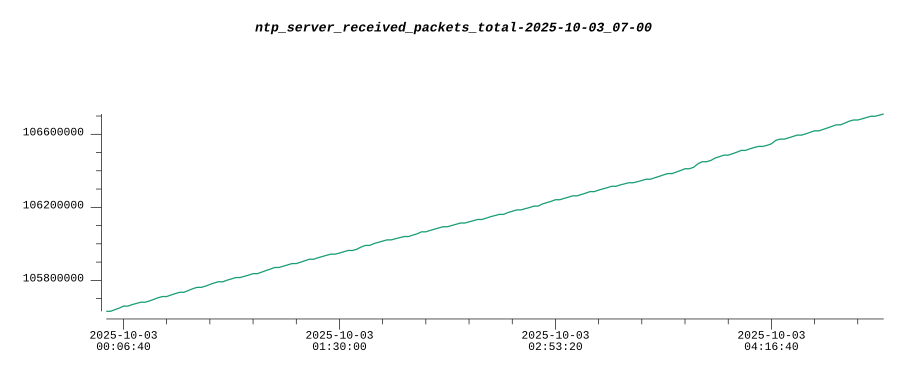 ntp_server_received_packets_total-2025-10-03_07-00
106600000
106200000
105800000
2025-10-03 2025-10-03 2025-10-03 2025-10-03
00:06:40 01:30:00 02:53:20 04:16:40